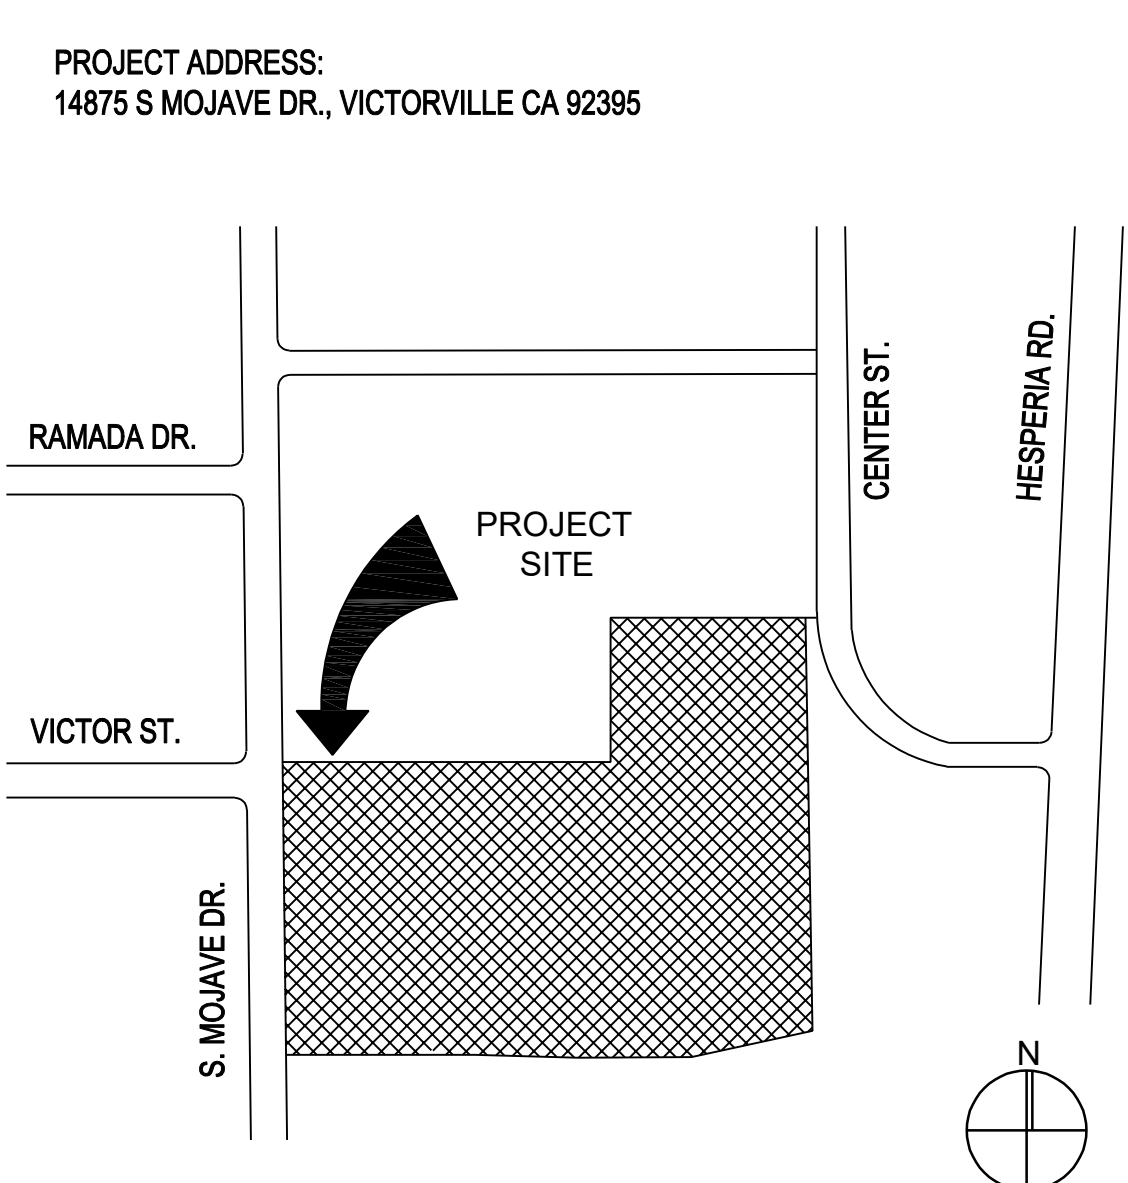 PROJECT ADDRESS:
14875 S MOJAVE DR., VICTORVILLE CA 92395
CENTER ST.
HESPERIA RD.
RAMADA DR.
PROJECT
SITE
VICTOR ST.
S. MOJAVE DR.
N